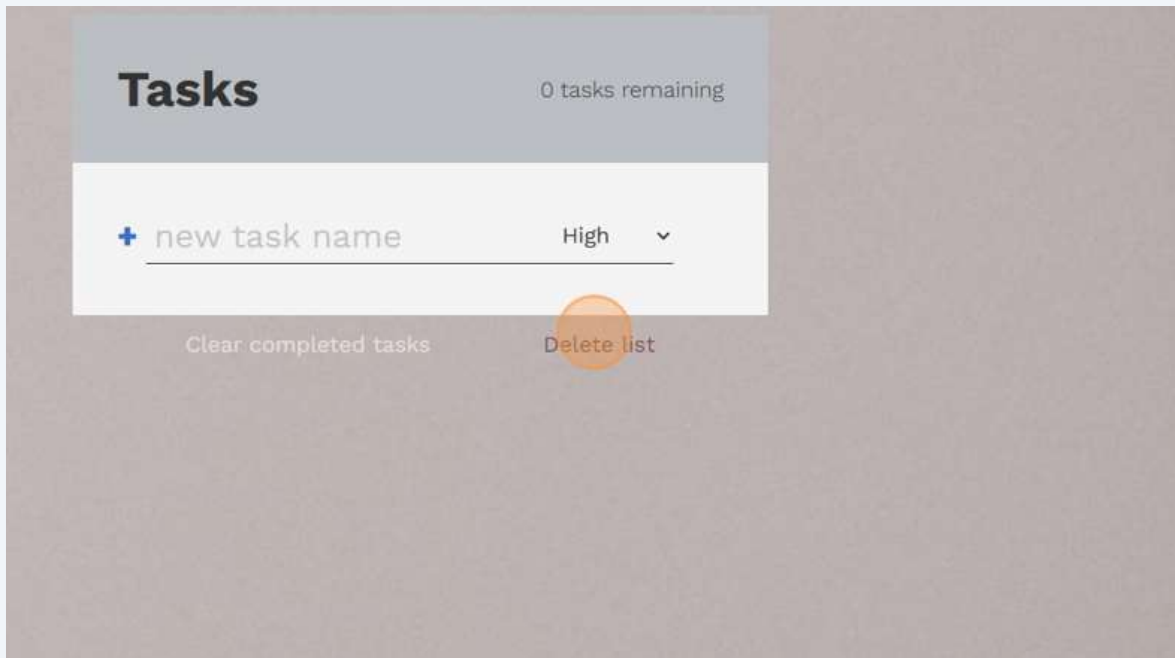 Tasks
0 tasks remaining
+ new task name High
Clear completed tasks Delete list